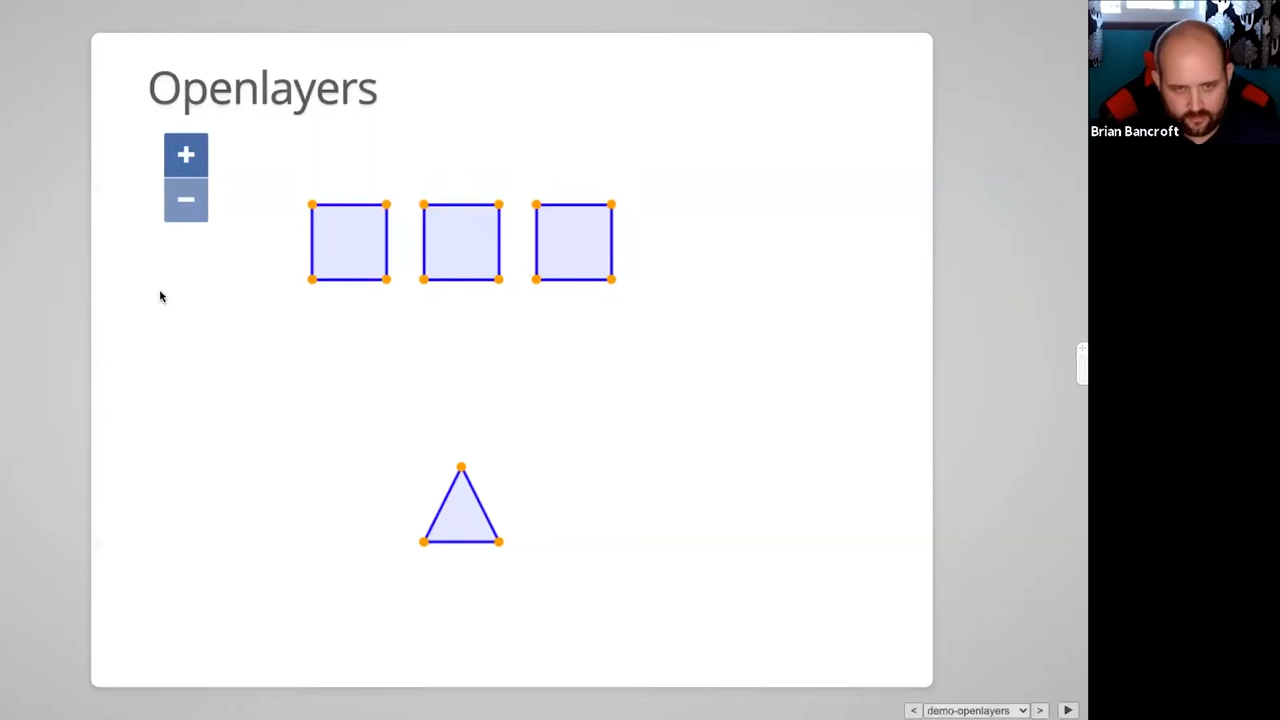 Openlayers
+
−
Brian Bancroft
< demo-openlayers >